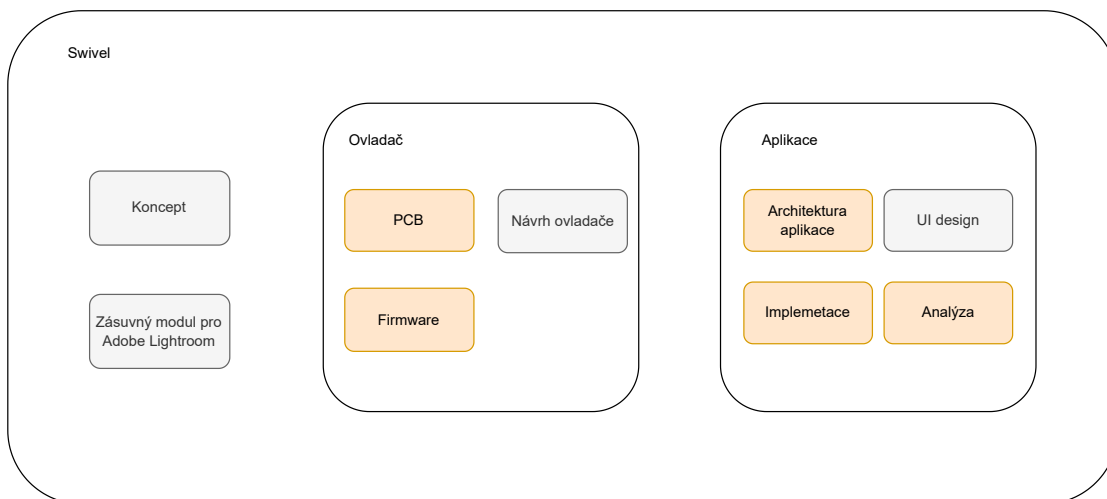 Swivel
Koncept
Zásuvný modul pro
Adobe Lightroom
Ovladač
PCB
Návrh ovladače
Firmware
Aplikace
Architektura
aplikace
UI design
Implemetace
Analýza